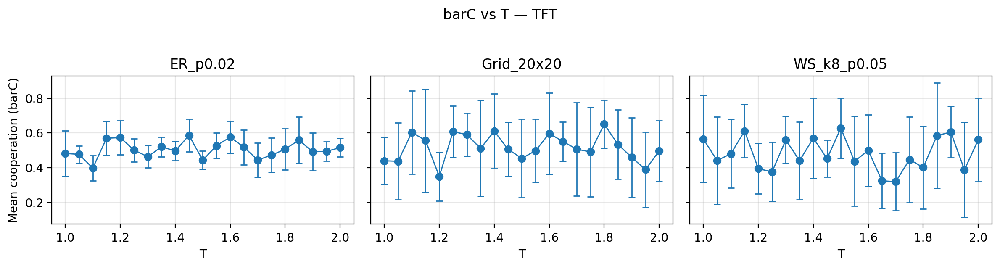 barC vs T — TFT
ER_p0.02
Grid_20x20
WS_k8_p0.05
Mean cooperation (barC)
0.8
0.6
0.4
0.2
1.0 1.2 1.4 1.6 1.8 2.0
1.0 1.2 1.4 1.6 1.8 2.0
1.0 1.2 1.4 1.6 1.8 2.0
T
T
T